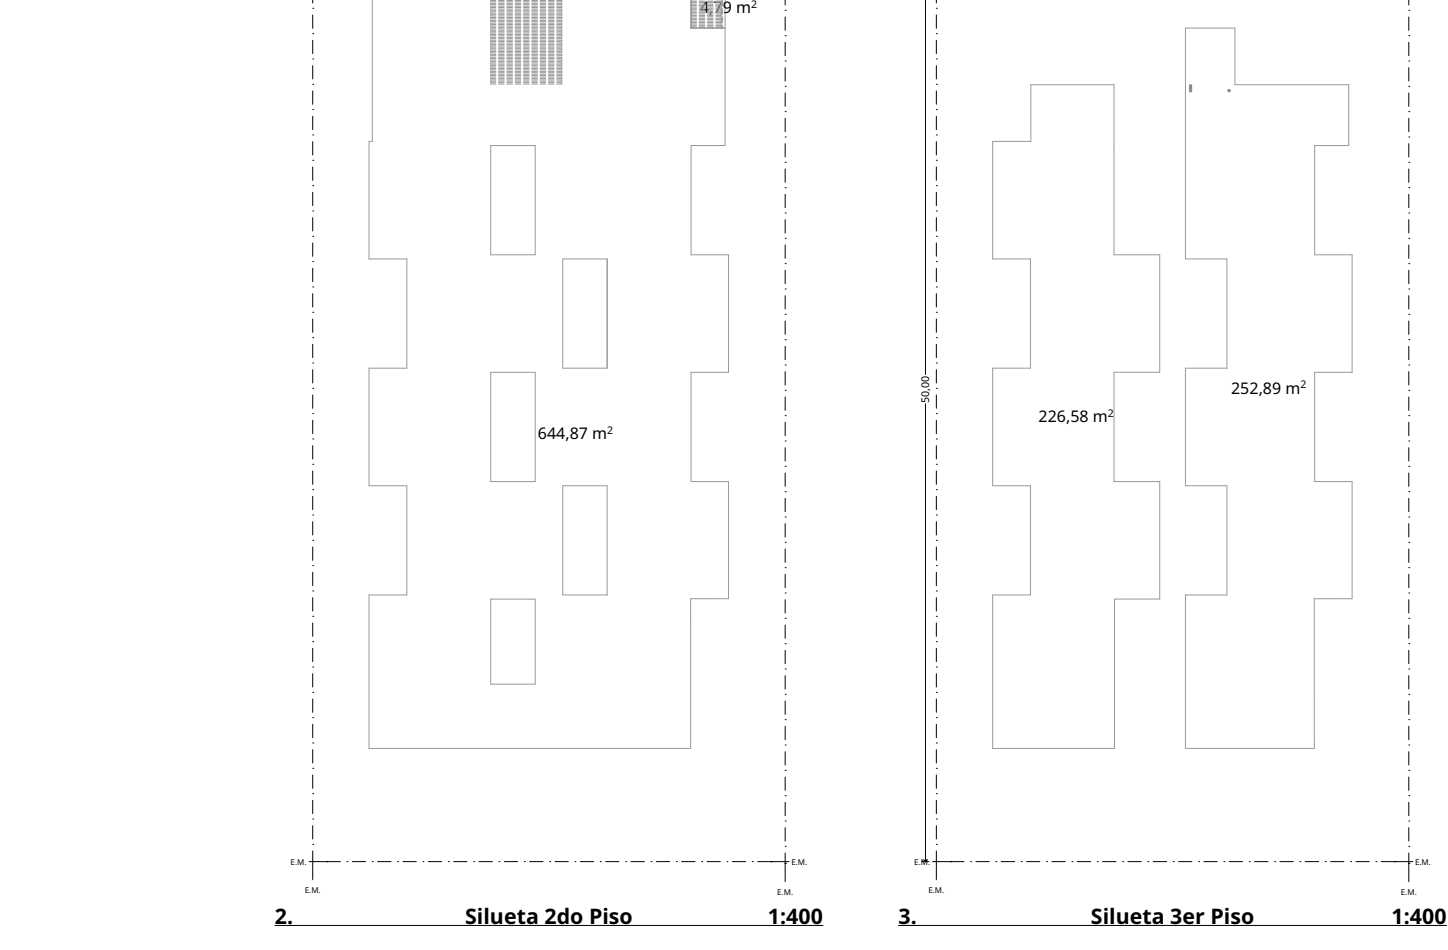 4,79 m²
50,00
252,89 m²
226,58 m²
644,87 m²
E.M. E.M. E.M. E.M.
E.M. E.M. E.M. E.M.
2. Silueta 2do Piso 1:400
3. Silueta 3er Piso 1:400